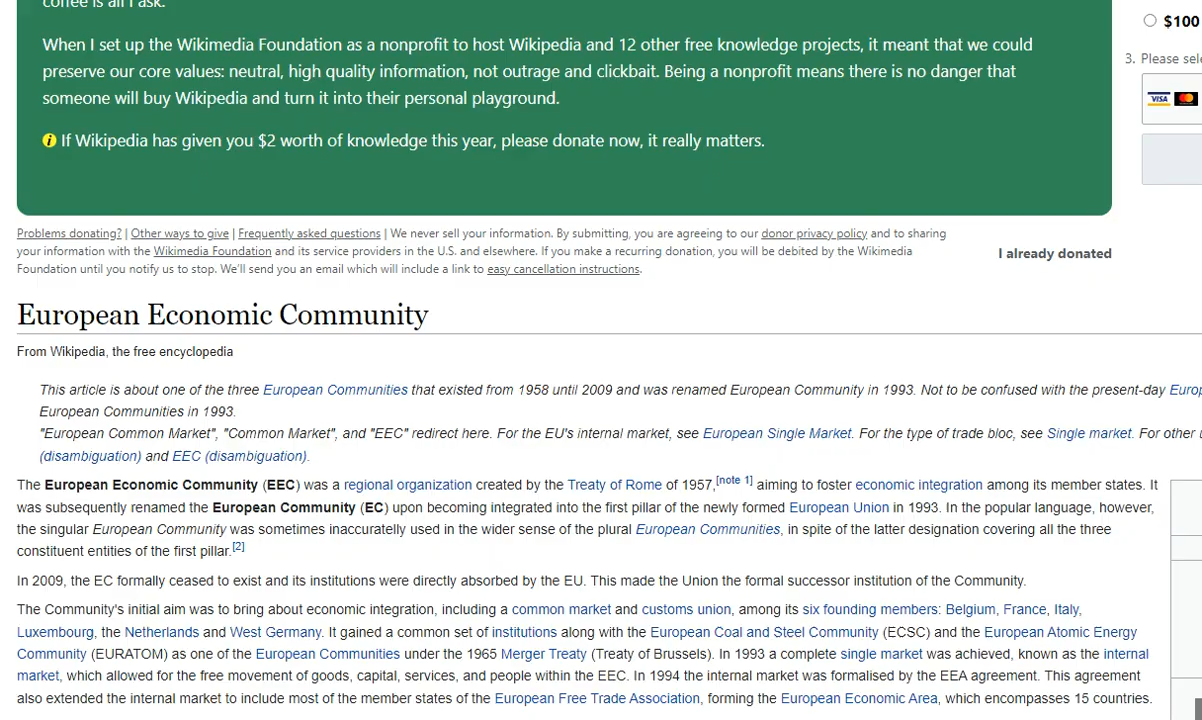 coffee is all I ask.
When I set up the Wikimedia Foundation as a nonprofit to host Wikipedia and 12 other free knowledge projects, it meant that we could
preserve our core values: neutral, high quality information, not outrage and clickbait. Being a nonprofit means there is no danger that
someone will buy Wikipedia and turn it into their personal playground.
If Wikipedia has given you $2 worth of knowledge this year, please donate now, it really matters.
$100
3. Please
VISA
Problems donating? | Other ways to give | Frequently asked questions | We never sell your information. By submitting, you are agreeing to our donor privacy policy and to sharing
your information with the Wikimedia Foundation and its service providers in the U.S. and elsewhere. If you make a recurring donation, you will be debited by the Wikimedia
Foundation until you notify us to stop. We'll send you an email which will include a link to easy cancellation instructions.
I already donated
European Economic Community
From Wikipedia, the free encyclopedia
This article is about one of the three European Communities that existed from 1958 until 2009 and was renamed European Community in 1993. Not to be confused with the present-day
European Communities in 1993.
"European Common Market", "Common Market", and "EEC" redirect here. For the EU's internal market, see European Single Market. For the type of trade bloc, see Single market. For other
(disambiguation) and EEC (disambiguation).
The European Economic Community (EEC) was a regional organization created by the Treaty of Rome of 1957,[note 1] aiming to foster economic integration among its member states. It
was subsequently renamed the European Community (EC) upon becoming integrated into the first pillar of the newly formed European Union in 1993. In the popular language, however,
the singular European Community was sometimes inaccuratelly used in the wider sense of the plural European Communities, in spite of the latter designation covering all the three
constituent entities of the first pillar.[2]
In 2009, the EC formally ceased to exist and its institutions were directly absorbed by the EU. This made the Union the formal successor institution of the Community.
The Community's initial aim was to bring about economic integration, including a common market and customs union, among its six founding members: Belgium, France, Italy,
Luxembourg, the Netherlands and West Germany. It gained a common set of institutions along with the European Coal and Steel Community (ECSC) and the European Atomic Energy
Community (EURATOM) as one of the European Communities under the 1965 Merger Treaty (Treaty of Brussels). In 1993 a complete single market was achieved, known as the internal
market, which allowed for the free movement of goods, capital, services, and people within the EEC. In 1994 the internal market was formalised by the EEA agreement. This agreement
also extended the internal market to include most of the member states of the European Free Trade Association, forming the European Economic Area, which encompasses 15 countries.